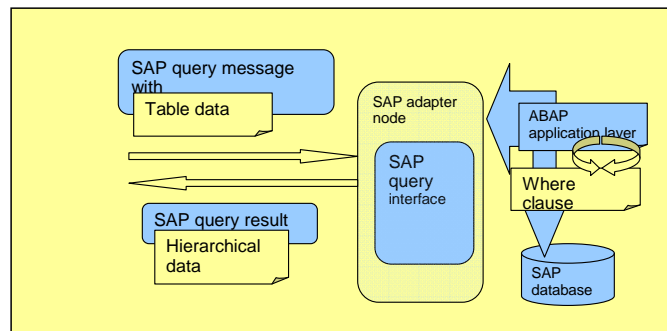 SAP query message
with
Table data
SAP query result
Hierarchical
data
SAP adapter
node
SAP
query
interface
ABAP
application layer
Where
clause
SAP
database